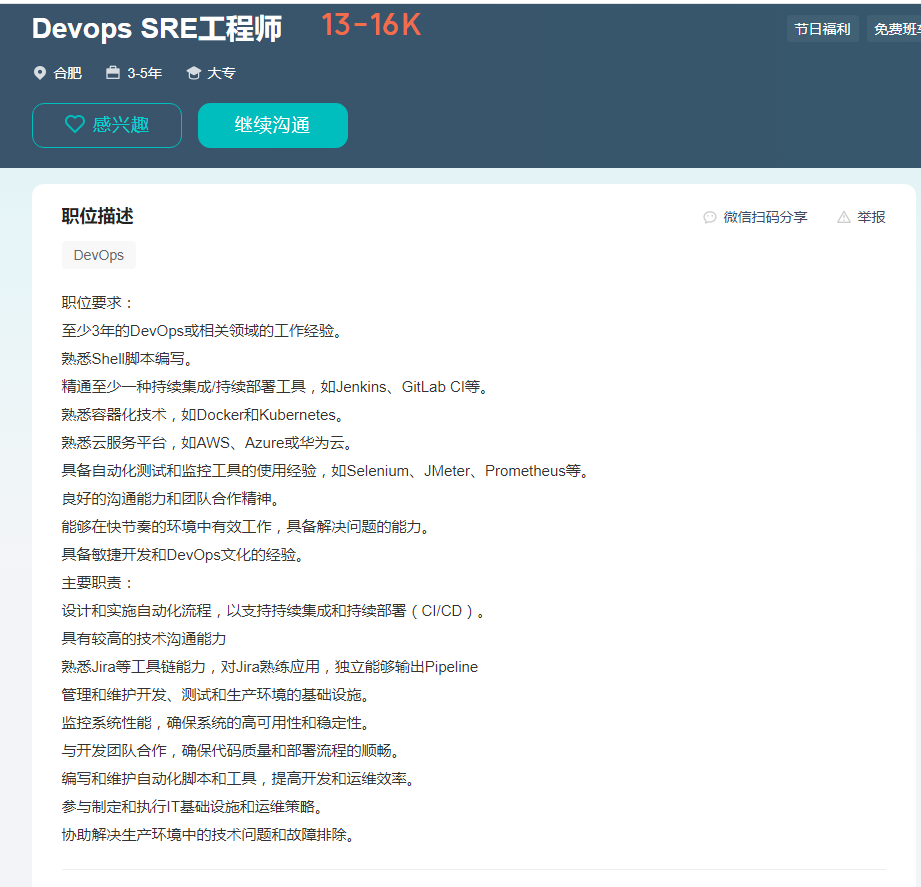 Devops SRE工程师 13-16K
节日福利 免费班车
合肥 3-5年 大专
感兴趣 继续沟通
职位描述
微信扫码分享 举报
DevOps
职位要求：
至少3年的DevOps或相关领域的工作经验。
熟悉Shell脚本编写。
精通至少一种持续集成/持续部署工具，如Jenkins、GitLab CI等。
熟悉容器化技术，如Docker和Kubernetes。
熟悉云服务平台，如AWS、Azure或华为云。
具备自动化测试和监控工具的使用经验，如Selenium、JMeter、Prometheus等。
良好的沟通能力和团队合作精神。
能够在快节奏的环境中有效工作，具备解决问题的能力。
具备敏捷开发和DevOps文化的经验。
主要职责：
设计和实施自动化流程，以支持持续集成和持续部署（CI/CD）。
具有较高的技术沟通能力
熟悉Jira等工具链能力，对Jira熟练应用，独立能够输出Pipeline
管理和维护开发、测试和生产环境的基础设施。
监控系统性能，确保系统的高可用性和稳定性。
与开发团队合作，确保代码质量和部署流程的顺畅。
编写和维护自动化脚本和工具，提高开发和运维效率。
参与制定和执行IT基础设施和运维策略。
协助解决生产环境中的技术问题和故障排除。